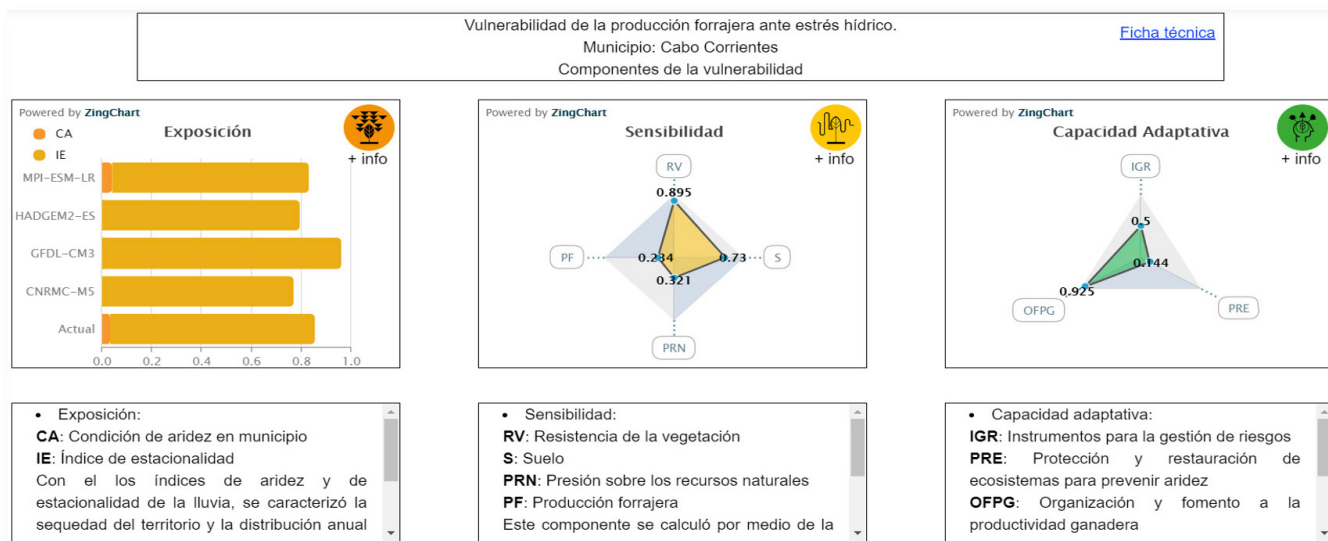 Vulnerabilidad de la producción forrajera ante estrés hídrico.
Municipio: Cabo Corrientes
Componentes de la vulnerabilidad
Ficha técnica
Powered by ZingChart
CA
IE
Exposición
+ info
MPI-ESM-LR
HADGEM2-ES
GFDL-CM3
CNRMC-M5
Actual
0.0 0.2 0.4 0.6 0.8 1.0
Powered by ZingChart
Sensibilidad
+ info
RV
0.895
PF
0.234
0.73
S
0.321
PRN
Powered by ZingChart
Capacidad Adaptativa
+ info
IGR
0.5
0.144
0.925
OFPG
PRE
• Exposición:
CA: Condición de aridez en municipio
IE: Índice de estacionalidad
Con el los índices de aridez y de
estacionalidad de la lluvia, se caracterizó la
sequedad del territorio y la distribución anual
• Sensibilidad:
RV: Resistencia de la vegetación
S: Suelo
PRN: Presión sobre los recursos naturales
PF: Producción forrajera
Este componente se calculó por medio de la
• Capacidad adaptativa:
IGR: Instrumentos para la gestión de riesgos
PRE: Protección y restauración de
ecosistemas para prevenir aridez
OFPG: Organización y fomento a la
productividad ganadera